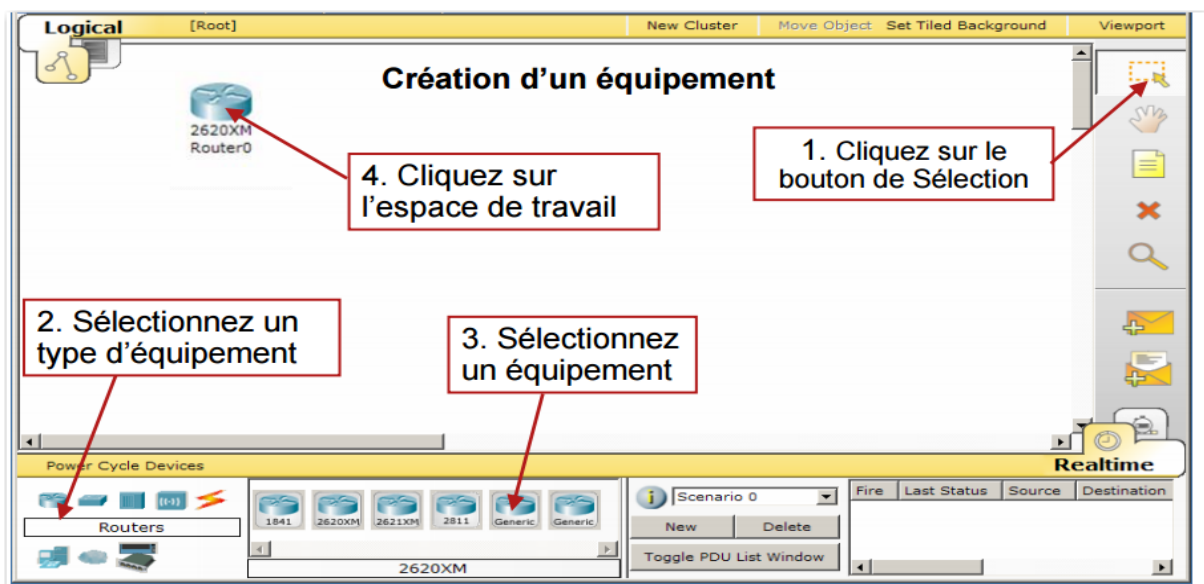 Logical
[Root]
New Cluster
Move Object
Set Tiled Background
Viewport
Création d’un équipement
2620XM
Router0
1. Cliquez sur le
bouton de Sélection
4. Cliquez sur
l’espace de travail
2. Sélectionnez un
type d’équipement
3. Sélectionnez
un équipement
Power Cycle Devices
Realtime
Routers
1841
2620XM
2621XM
2811
Generic
Generic
2620XM
Scenario 0
New
Delete
Toggle PDU List Window
Fire
Last Status
Source
Destination